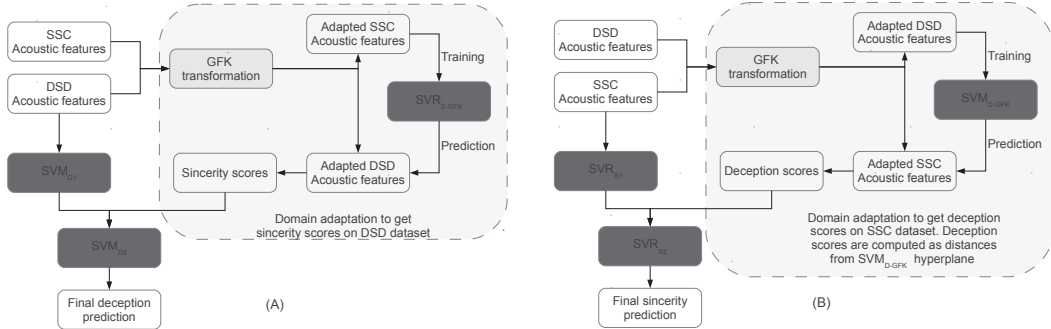 SSC
Acoustic features
DSD
Acoustic features
GFK
transformation
Adapted SSC
Acoustic features
Training
SVR S-GFK
Prediction
Adapted DSD
Acoustic features
Sincerity scores
SVM D1
Domain adaptation to get
sincerity scores on DSD dataset
SVM D2
Final deception
prediction
(A)
DSD
Acoustic features
SSC
Acoustic features
GFK
transformation
Adapted DSD
Acoustic features
Training
SVM D-GFK
Prediction
Adapted SSC
Acoustic features
Deception scores
SVR S1
Domain adaptation to get deception
scores on SSC dataset. Deception
scores are computed as distances
from SVM D-GFK hyperplane
SVR S2
Final sincerity
prediction
(B)